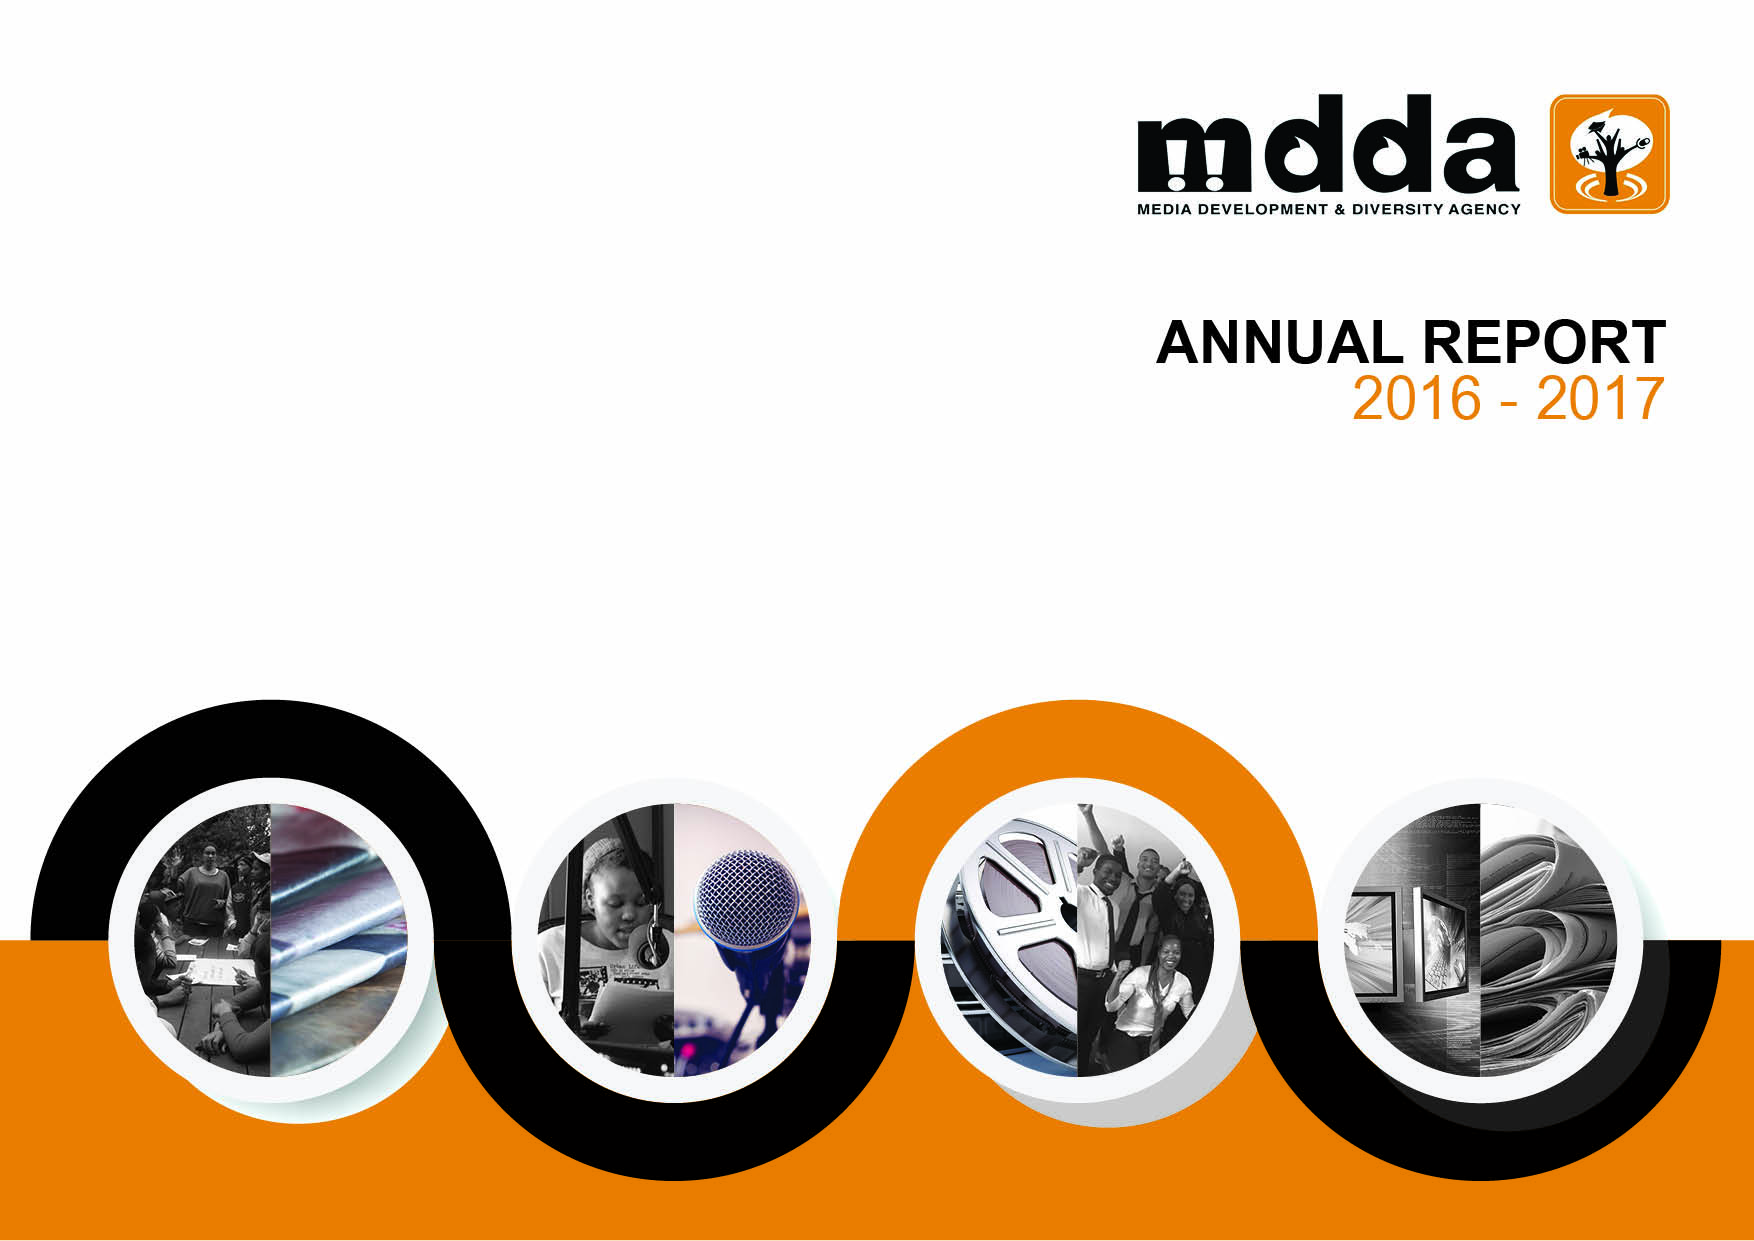 mdda
MEDIA DEVELOPMENT & DIVERSITY AGENCY
ANNUAL REPORT
2016 - 2017